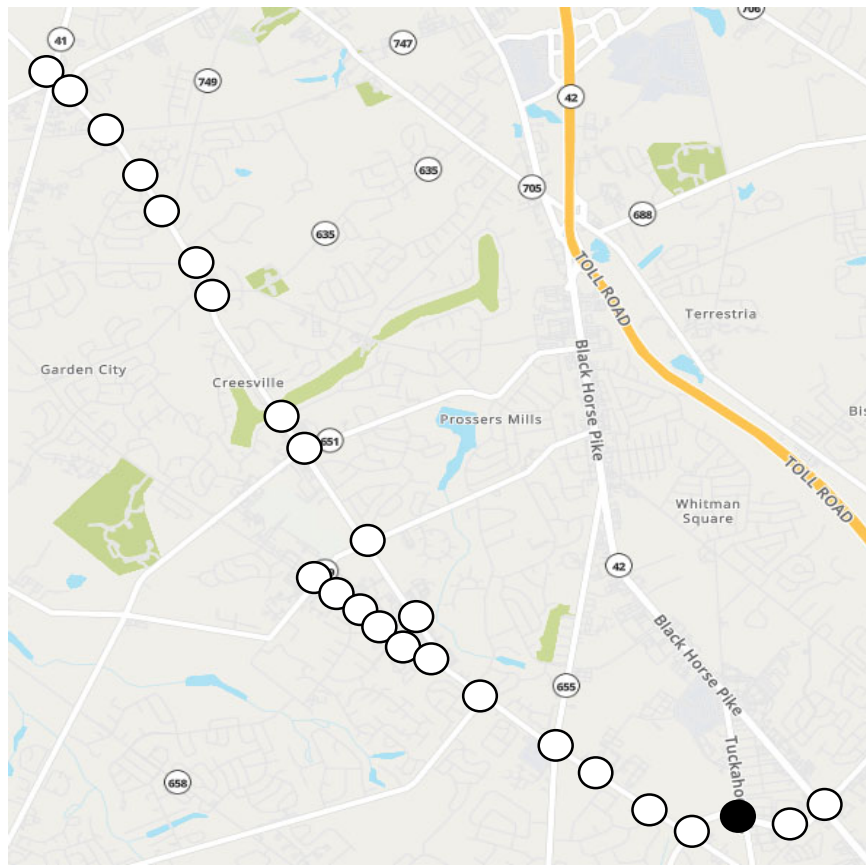 706
41
747
749
42
635
705
688
635
TOLL ROAD
Terrestria
Garden City
Creesville
Black Horse Pike
Prossers Mills
651
TOLL ROAD
Whitman
Square
42
Black Horse Pike
655
Tuckaho
658